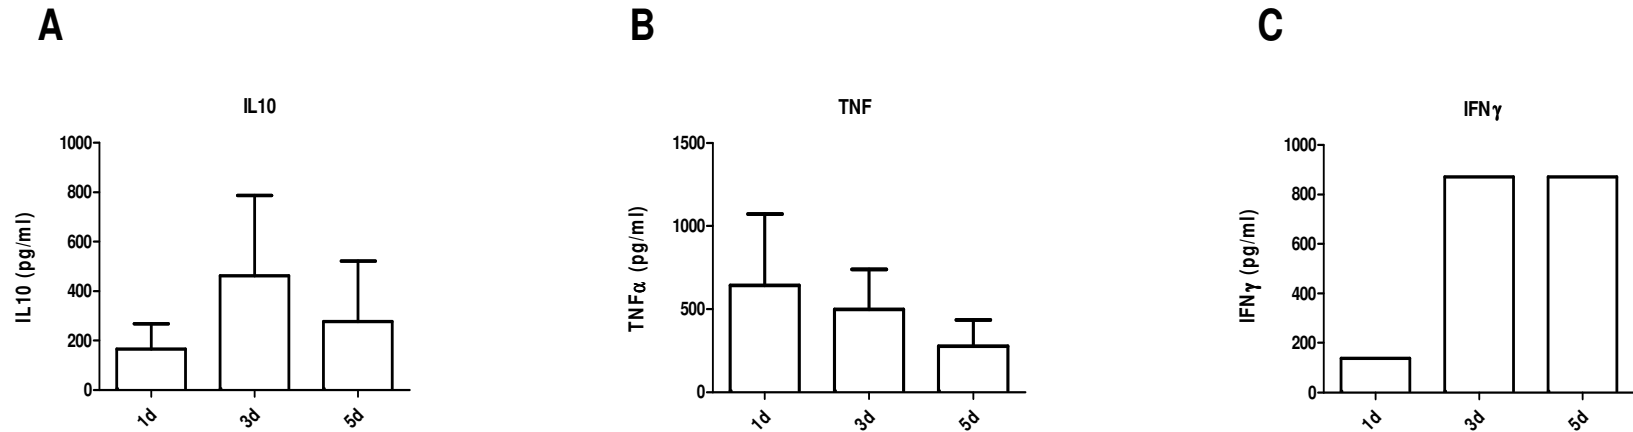 A
IL10
IL10 (pg/ml)
1000
800
600
400
200
0
1d
3d
5d
B
TNF
TNFα (pg/ml)
1500
1000
500
0
1d
3d
5d
C
IFNγ
IFNγ (pg/ml)
1000
800
600
400
200
0
1d
3d
5d